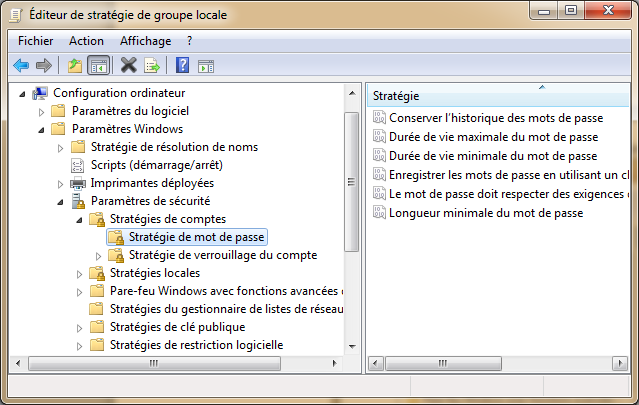 Éditeur de stratégie de groupe locale
Fichier Action Affichage ?
Configuration ordinateur
Paramètres du logiciel
Paramètres Windows
Stratégie de résolution de noms
Scripts (démarrage/arrêt)
Imprimantes déployées
Paramètres de sécurité
Stratégies de comptes
Stratégie de mot de passe
Stratégie de verrouillage du compte
Stratégies locales
Pare-feu Windows avec fonctions avancées
Stratégies du gestionnaire de listes de réseau
Stratégies de clé publique
Stratégies de restriction logicielle
Stratégie
Conserver l'historique des mots de passe
Durée de vie maximale du mot de passe
Durée de vie minimale du mot de passe
Enregistrer les mots de passe en utilisant un
Le mot de passe doit respecter des exigences
Longueur minimale du mot de passe